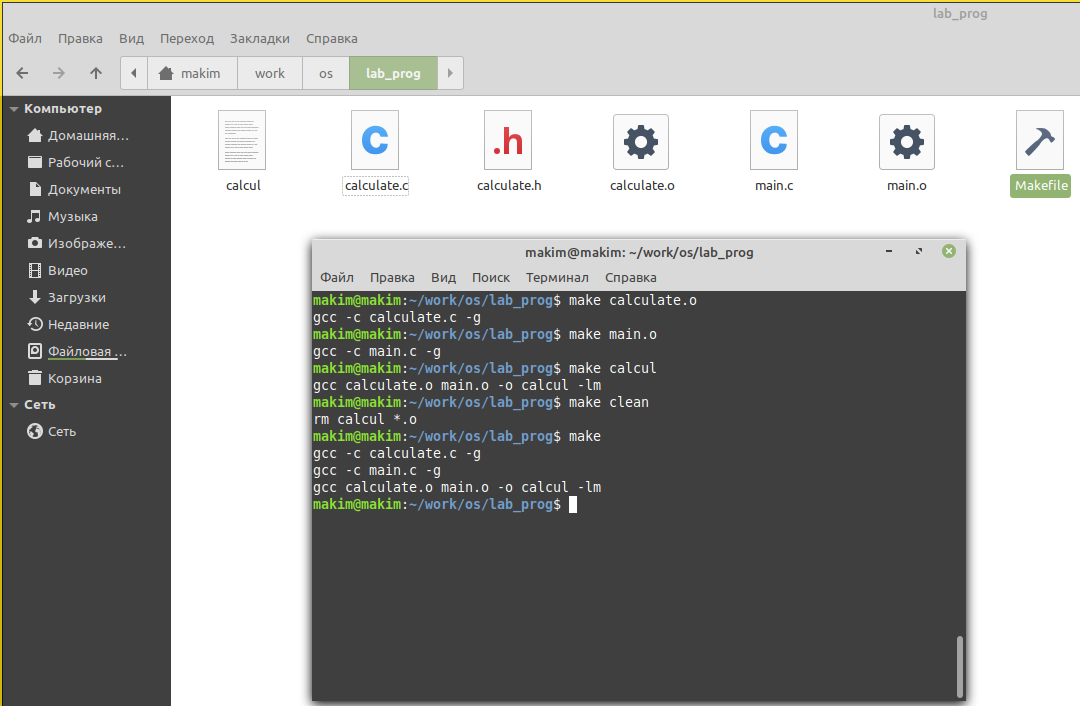 lab_prog
Файл Правка Вид Переход Закладки Справка
makim work os lab_prog
Компьютер
Домашняя...
Рабочий с...
Документы
Музыка
Изображе...
Видео
Загрузки
Недавние
Файловая ...
Корзина
Сеть
Сеть
C .h C
calcul calculate.c calculate.h calculate.o main.c main.o Makefile
makim@makim: ~/work/os/lab_prog
Файл Правка Вид Поиск Терминал Справка
makim@makim:~/work/os/lab_prog$ make calculate.o
gcc -c calculate.c -g
makim@makim:~/work/os/lab_prog$ make main.o
gcc -c main.c -g
makim@makim:~/work/os/lab_prog$ make calcul
gcc calculate.o main.o -o calcul -lm
makim@makim:~/work/os/lab_prog$ make clean
rm calcul *.o
makim@makim:~/work/os/lab_prog$ make
gcc -c calculate.c -g
gcc -c main.c -g
gcc calculate.o main.o -o calcul -lm
makim@makim:~/work/os/lab_prog$